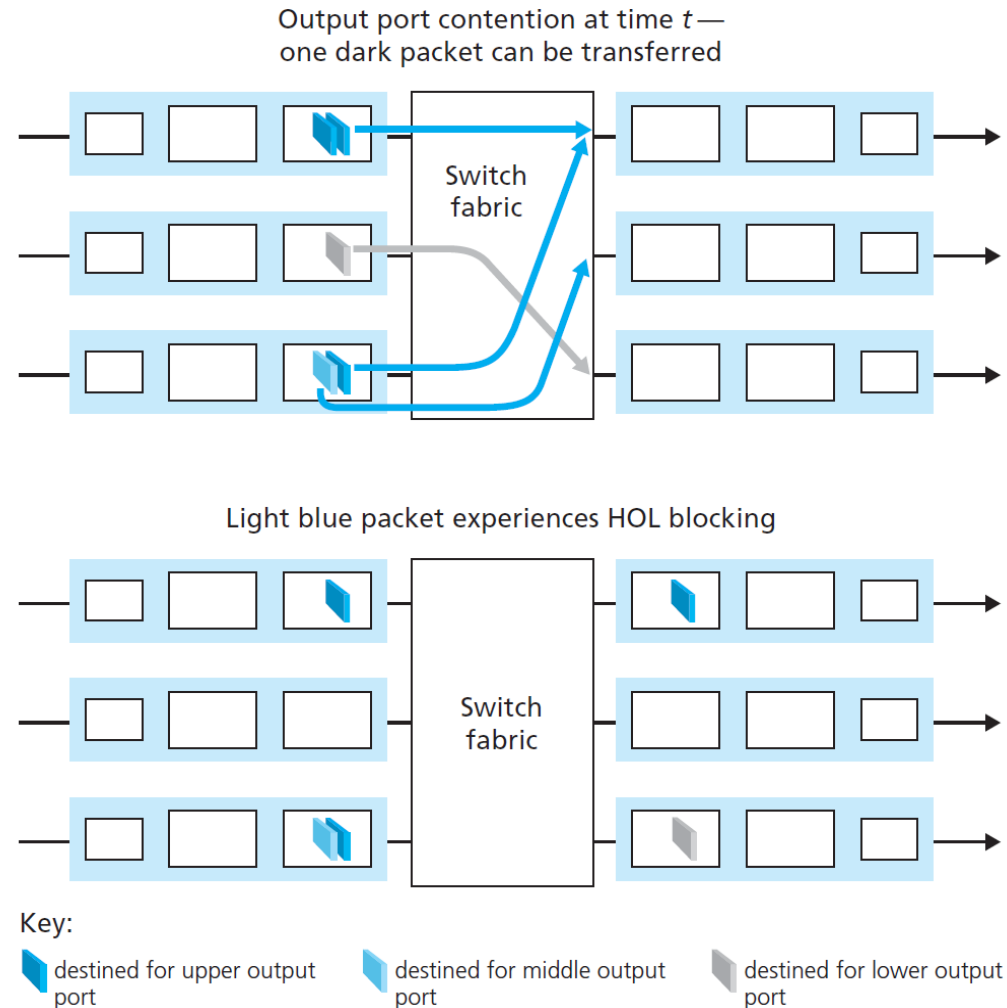 Output port contention at time t —
one dark packet can be transferred
Switch
fabric
Light blue packet experiences HOL blocking
Switch
fabric
Key:
destined for upper output
port
destined for middle output
port
destined for lower output
port